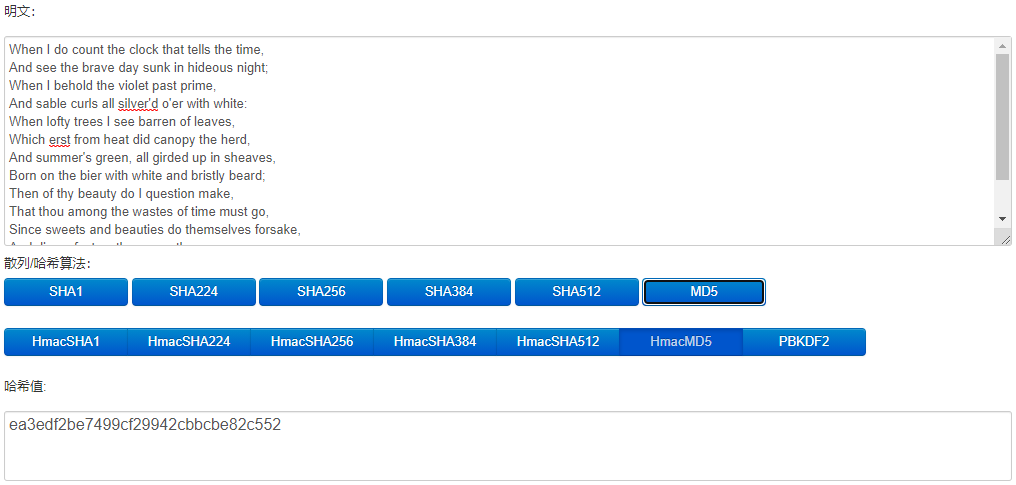 明文：
When I do count the clock that tells the time,
And see the brave day sunk in hideous night;
When I behold the violet past prime,
And sable curls all silver'd o'er with white:
When lofty trees I see barren of leaves,
Which erst from heat did canopy the herd,
And summer's green, all girded up in sheaves,
Born on the bier with white and bristly beard;
Then of thy beauty do I question make,
That thou among the wastes of time must go,
Since sweets and beauties do themselves forsake,
散列/哈希算法：
SHA1 SHA224 SHA256 SHA384 SHA512 MD5
HmacSHA1 HmacSHA224 HmacSHA256 HmacSHA384 HmacSHA512 HmacMD5 PBKDF2
哈希值:
ea3edf2be7499cf29942cbbcbe82c552